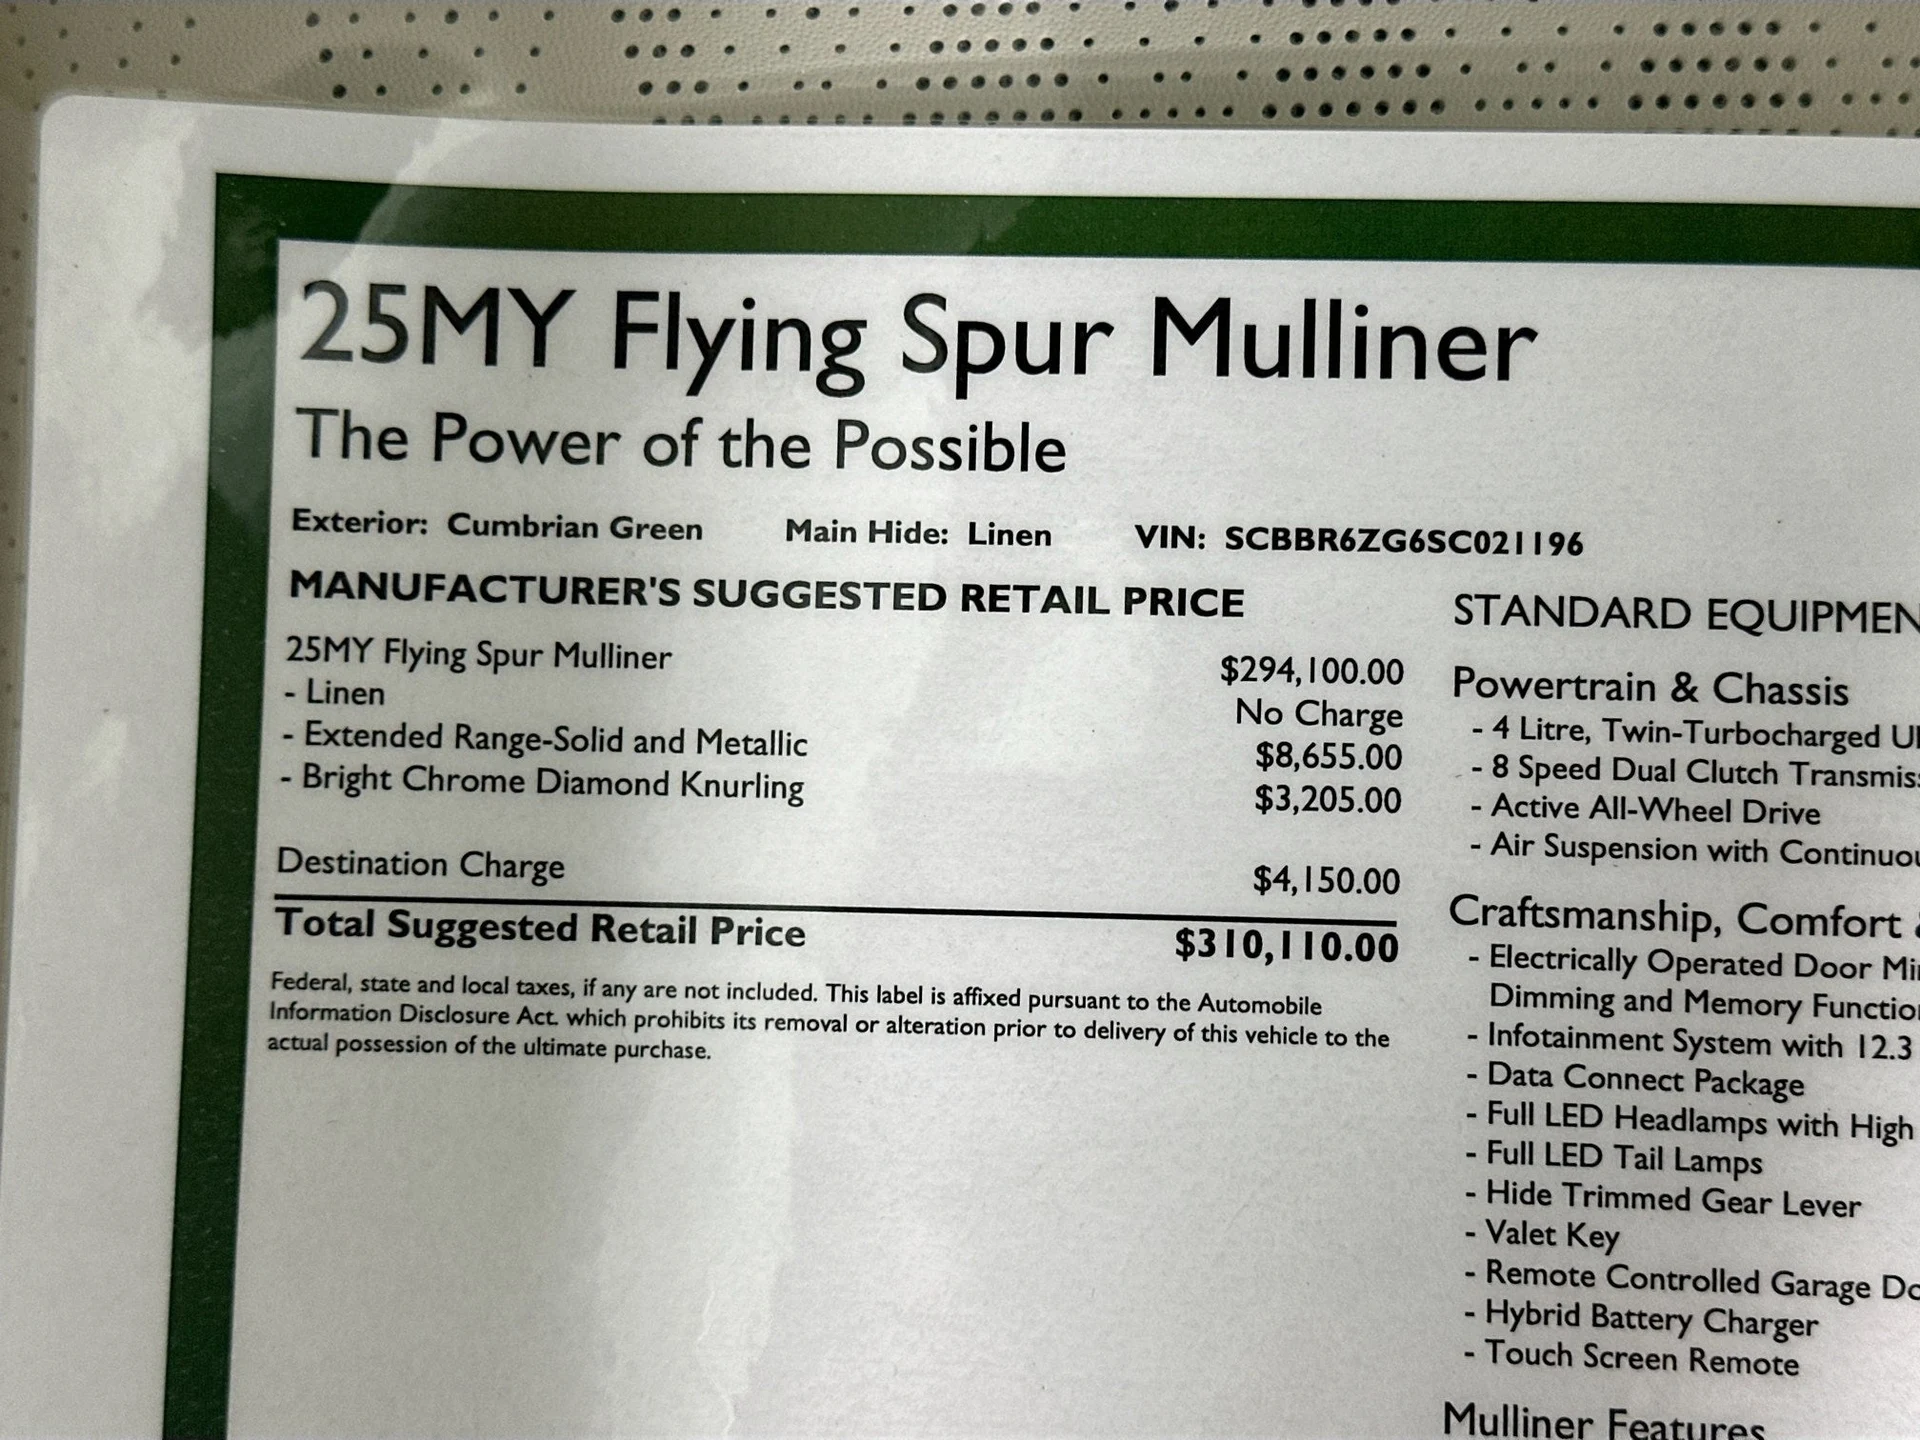 25MY Flying Spur Mulliner
The Power of the Possible
Exterior: Cumbrian Green Main Hide: Linen VIN: SCBBR6ZG6SC021196
MANUFACTURER'S SUGGESTED RETAIL PRICE
25MY Flying Spur Mulliner $294,100.00
- Linen No Charge
- Extended Range-Solid and Metallic $8,655.00
- Bright Chrome Diamond Knurling $3,205.00
Destination Charge $4,150.00
Total Suggested Retail Price $310,110.00
Federal, state and local taxes, if any are not included. This label is affixed pursuant to the Automobile
Information Disclosure Act. which prohibits its removal or alteration prior to delivery of this vehicle to the
actual possession of the ultimate purchase.
STANDARD
Powertrain & Chassis
- 4 Litre, Twin-Turbocharged
- 8 Speed Dual Clutch
- Active All-Wheel Drive
- Air Suspension with
Craftsmanship, Comfort
- Electrically Operated Door
Dimming and Memory
- Infotainment System with 12.3
- Data Connect Package
- Full LED Headlamps with High
- Full LED Tail Lamps
- Hide Trimmed Gear Lever
- Valet Key
- Remote Controlled Garage
- Hybrid Battery Charger
- Touch Screen Remote
Mulliner Features